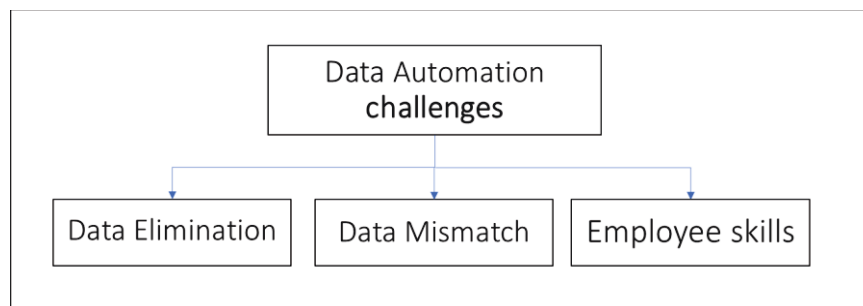 Data Automation
challenges
Data Elimination
Data Mismatch
Employee skills